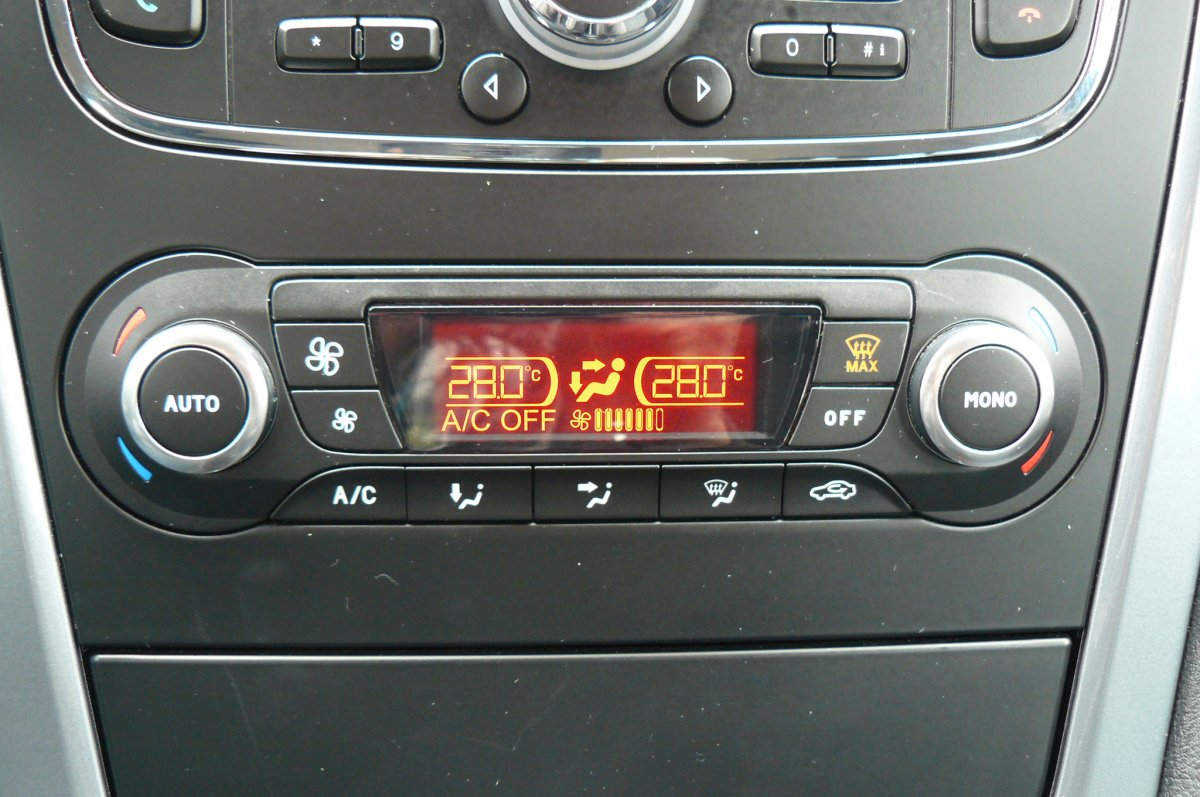 * 9 0 #
AUTO
MAX
MONO
28.0°C 28.0°C
OFF
A/C OFF
A/C